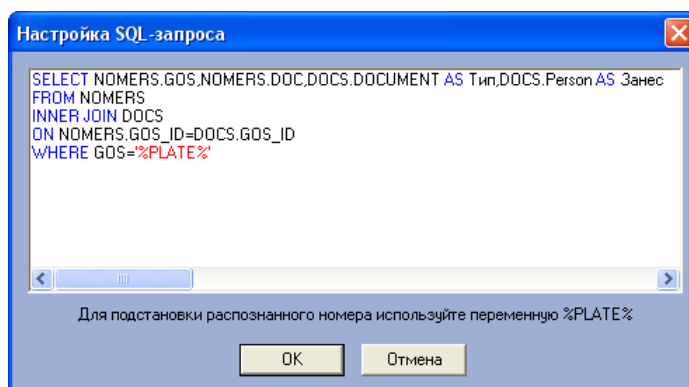 Настройка SQL-запроса
SELECT NOMERS.GOS,NOMERS.DOC,DOCS.DOCUMENT AS Тип,DOCS.Person AS Занес
FROM NOMERS
INNER JOIN DOCS
ON NOMERS.GOS_ID=DOCS.GOS_ID
WHERE GOS='%PLATE%'
Для подстановки распознанного номера используйте переменную %PLATE%
OK Отмена